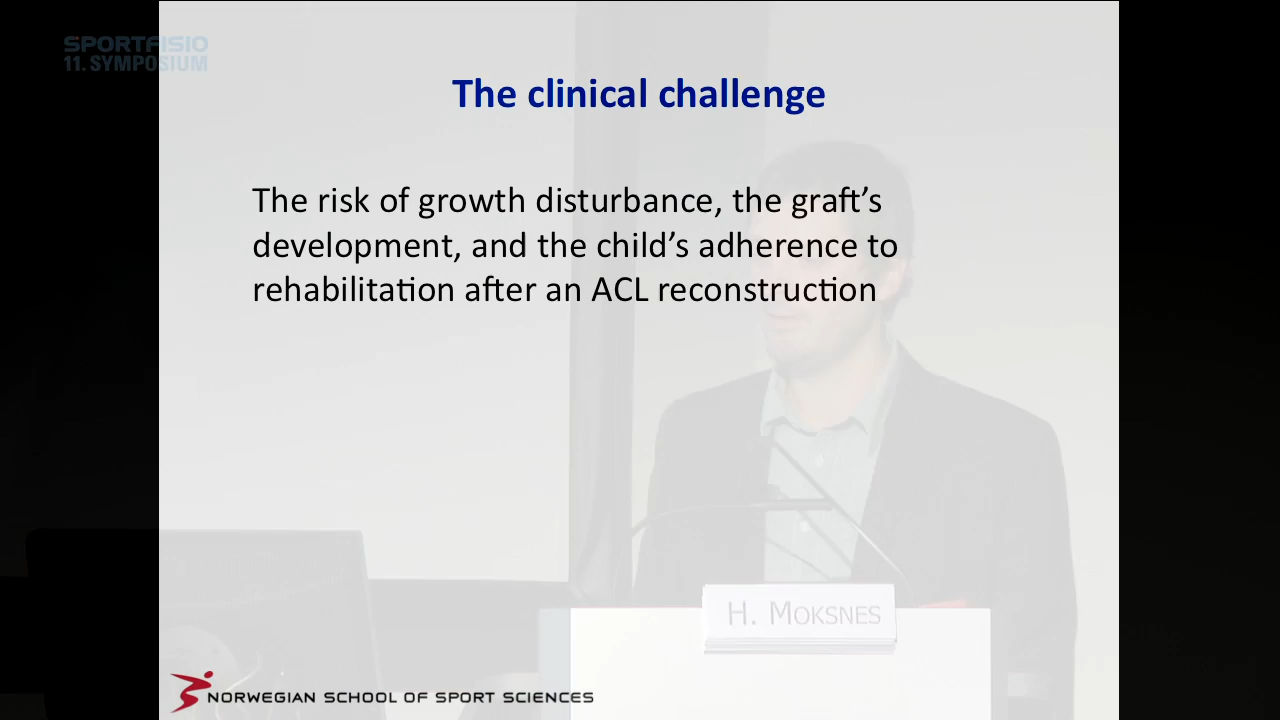 SPORTFISIO
11. SYMPOSIUM
The clinical challenge
The risk of growth disturbance, the graft’s
development, and the child’s adherence to
rehabilitation after an ACL reconstruction
H. MOKSNES
NORWEGIAN SCHOOL OF SPORT SCIENCES